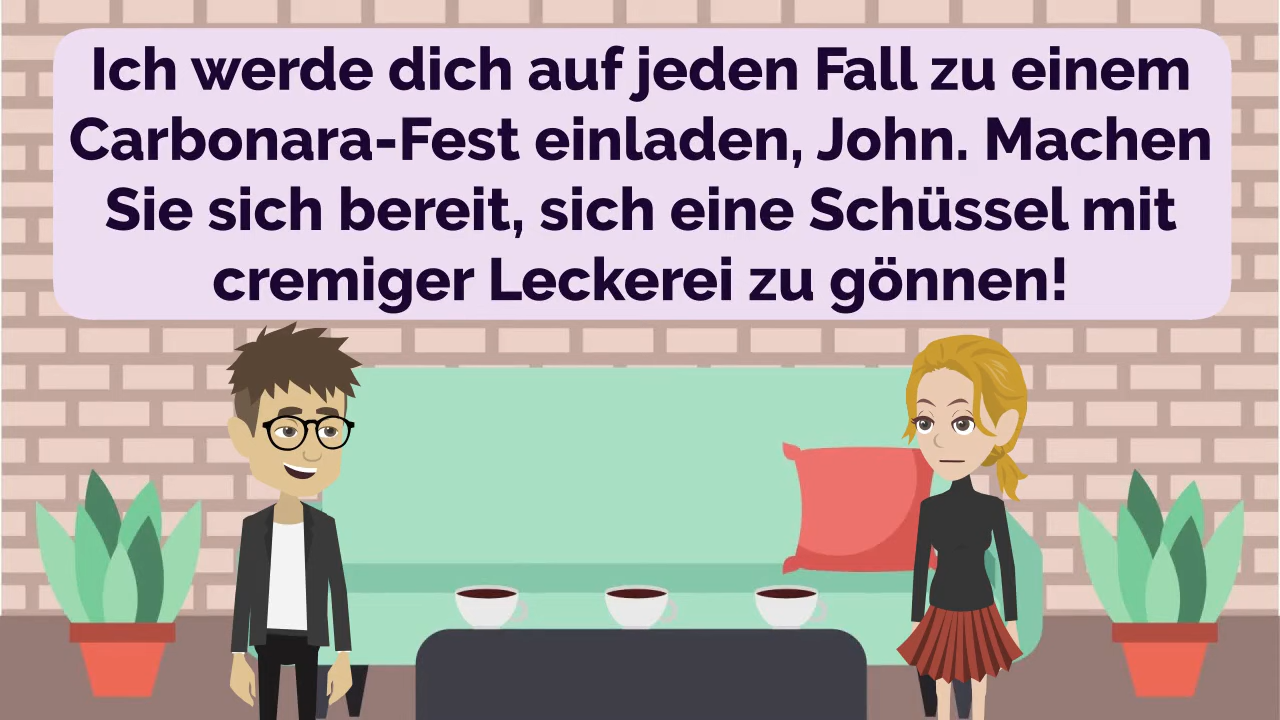 Ich werde dich auf jeden Fall zu einem
Carbonara-Fest einladen, John. Machen
Sie sich bereit, sich eine Schüssel mit
cremiger Leckerei zu gönnen!